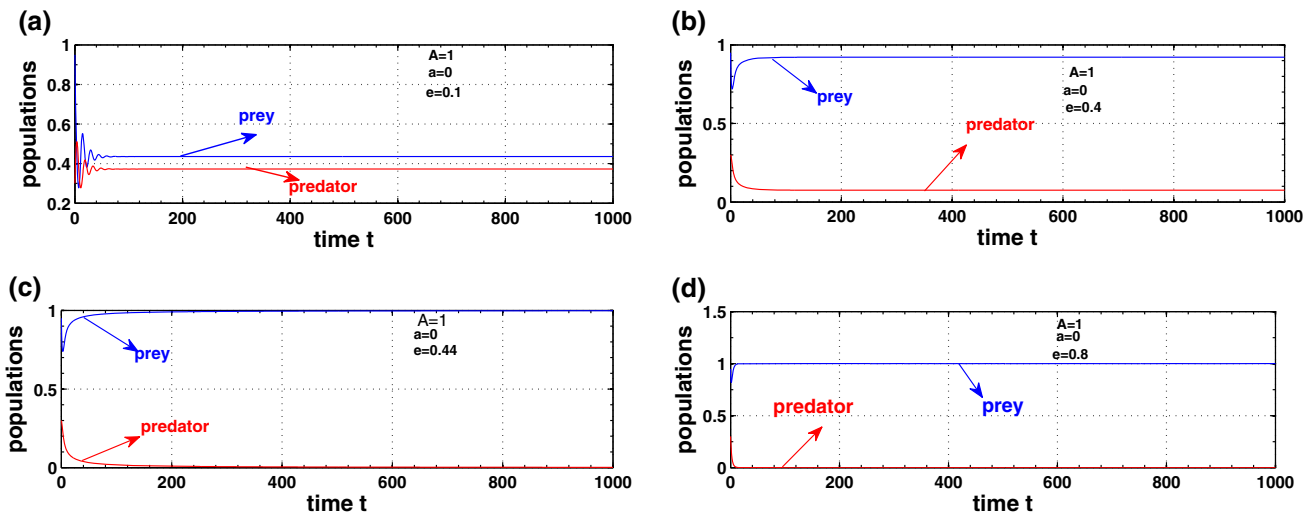 (a)
populations
1
0.8
0.6
0.4
0.2
A=1
a=0
e=0.1
prey
predator
0 200 400 600 800 1000
time t
(b)
populations
1
0.5
0
A=1
a=0
e=0.4
prey
predator
0 200 400 600 800 1000
time t
(c)
populations
1
0.5
0
A=1
a=0
e=0.44
prey
predator
0 200 400 600 800 1000
time t
(d)
populations
1.5
1
0.5
0
A=1
a=0
e=0.8
predator
prey
0 200 400 600 800 1000
time t